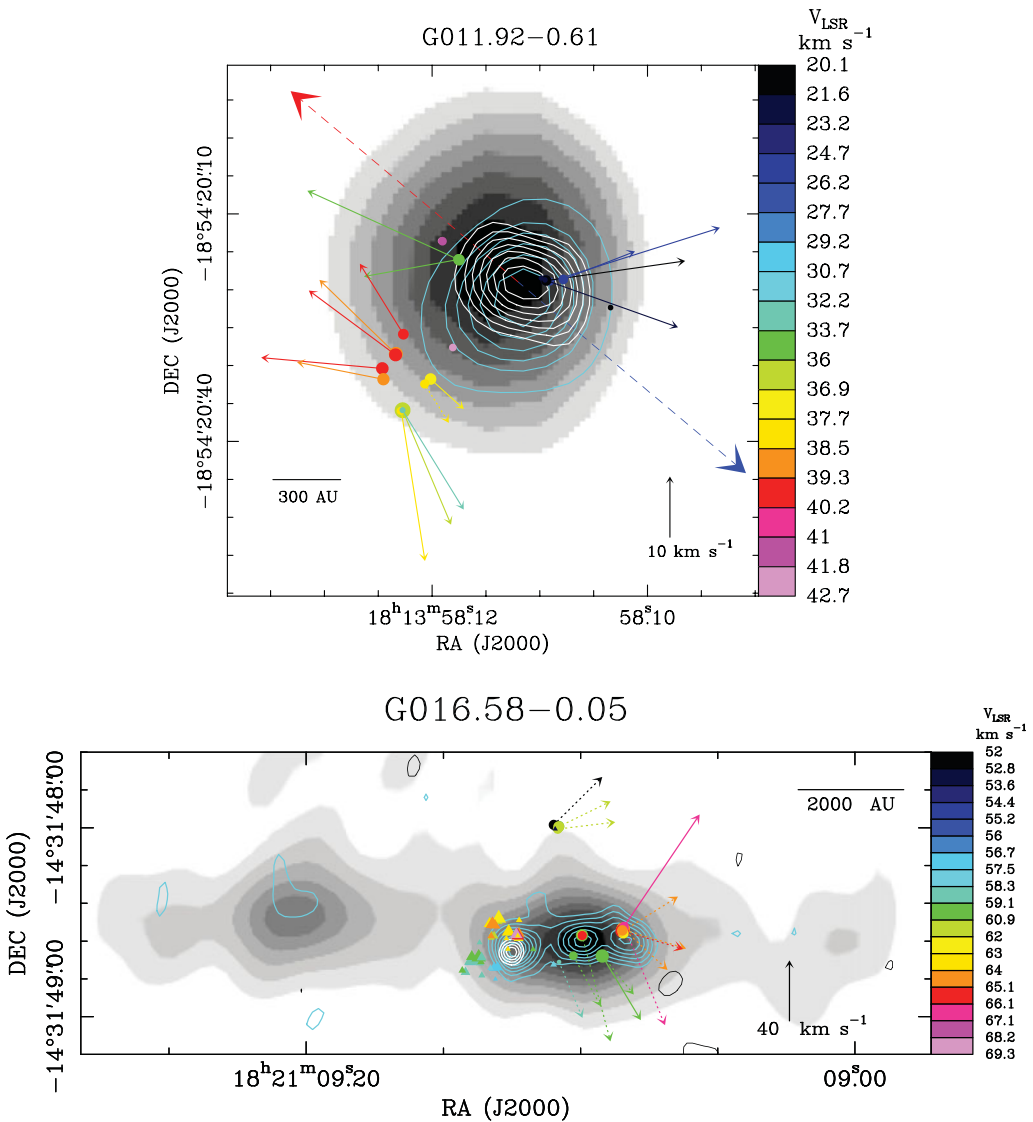 G011.92−0.61
V_LSR
km s⁻¹
20.1
21.6
23.2
24.7
26.2
27.7
29.2
30.7
32.2
33.7
36
36.9
37.7
38.5
39.3
40.2
41
41.8
42.7
DEC (J2000)
−18°54'20."10
−18°54'20."40
300 AU
10 km s⁻¹
18ʰ13ᵐ58.ˢ12
58.ˢ10
RA (J2000)
G016.58−0.05
V_LSR
km s⁻¹
52
52.8
53.6
54.4
55.2
56
56.7
57.5
58.3
59.1
60.9
62
63
64
65.1
66.1
67.1
68.2
69.3
DEC (J2000)
−14°31'48."00
−14°31'49."00
2000 AU
40 km s⁻¹
18ʰ21ᵐ09.ˢ20
09.ˢ00
RA (J2000)